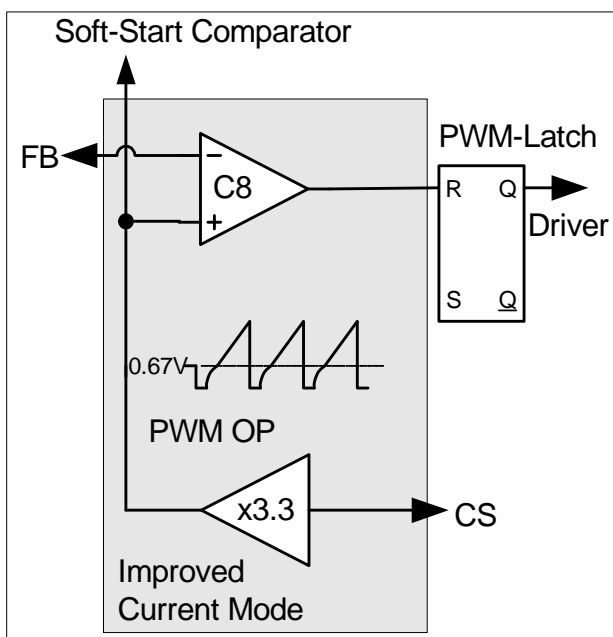 Soft-Start Comparator
FB
C8
PWM-Latch
R Q
Driver
S Q
0.67V
PWM OP
x3.3
CS
Improved
Current Mode